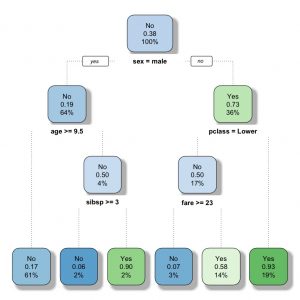 No
0.38
100%
yes
sex = male
no
No
0.19
64%
Yes
0.73
36%
age >= 9.5
pclass = Lower
No
0.50
4%
No
0.50
17%
sibsp >= 3
fare >= 23
No
0.17
61%
No
0.06
2%
Yes
0.90
2%
No
0.07
3%
Yes
0.58
14%
Yes
0.93
19%